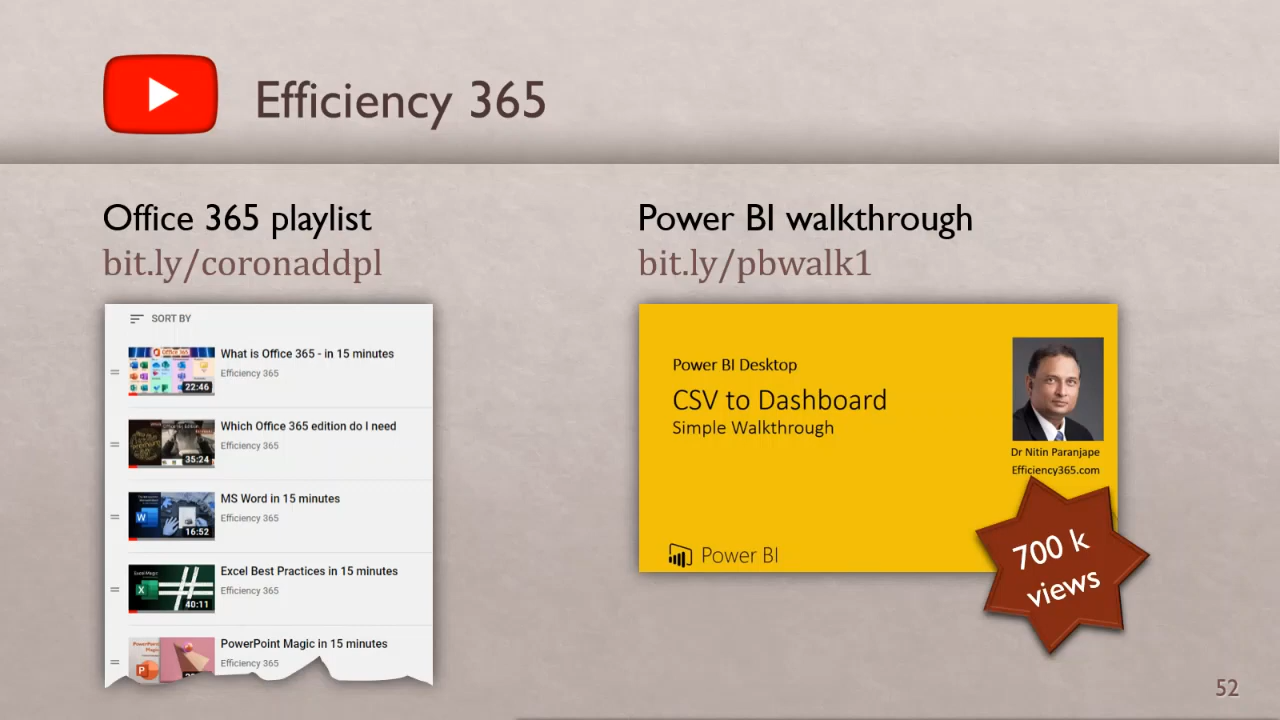 Efficiency 365
Office 365 playlist
bit.ly/coronaddpl
SORT BY
What is Office 365 - in 15 minutes
Efficiency 365
22:46
Which Office 365 edition do I need
Efficiency 365
35:24
MS Word in 15 minutes
Efficiency 365
16:52
Excel Best Practices in 15 minutes
Efficiency 365
40:11
PowerPoint Magic in 15 minutes
Efficiency 365
Power BI walkthrough
bit.ly/pbwalk1
Power BI Desktop
CSV to Dashboard
Simple Walkthrough
Dr Nitin Paranjape
Efficiency365.com
Power BI
700 k
views
52